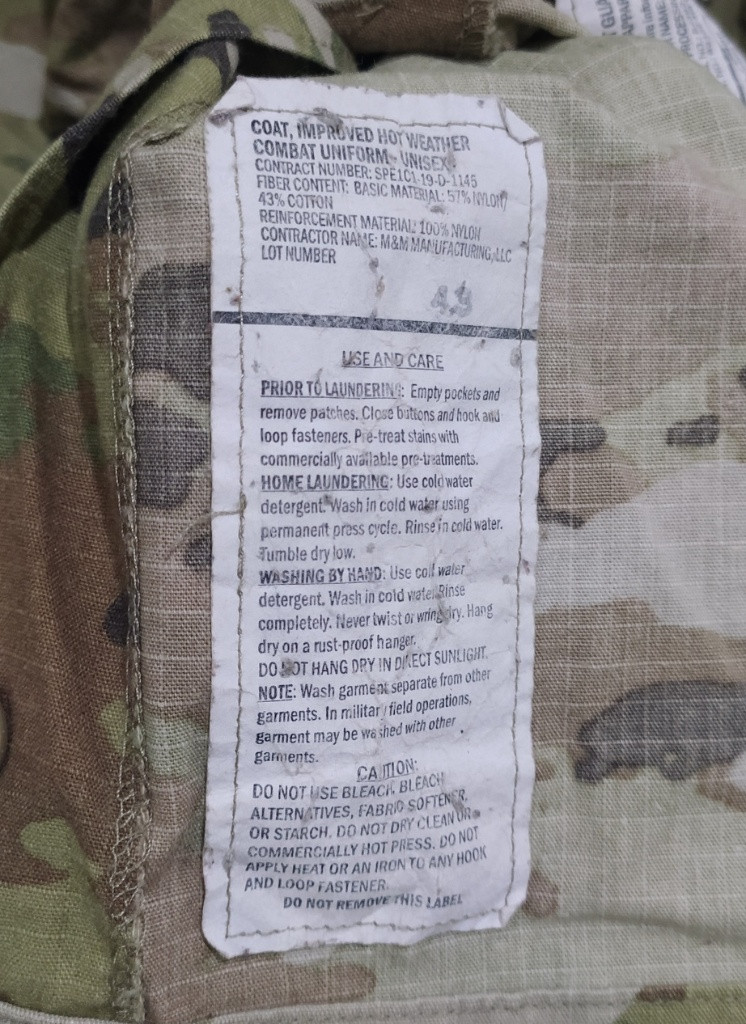 COAT, IMPROVED HOT WEATHER
COMBAT UNIFORM - UNISEX
CONTRACT NUMBER: SPE1C1-19-D-1145
FIBER CONTENT: BASIC MATERIAL: 57% NYLON/
43% COTTON
REINFORCEMENT MATERIAL: 100% NYLON
CONTRACTOR NAME: M&M MANUFACTURING, LLC
LOT NUMBER
USE AND CARE
PRIOR TO LAUNDERING: Empty pockets and
remove patches. Close buttons and hook and
loop fasteners. Pre-treat stains with
commercially available pre-treatments.
HOME LAUNDERING: Use cold water
detergent. Wash in cold water using
permanent press cycle. Rinse in cold water.
Tumble dry low.
WASHING BY HAND: Use cold water
detergent. Wash in cold water. Rinse
completely. Never twist or wring dry. Hang
dry on a rust-proof hanger.
DO NOT HANG DRY IN DIRECT SUNLIGHT.
NOTE: Wash garment separate from other
garments. In military field operations,
garment may be washed with other
garments.
CAUTION:
DO NOT USE BLEACH, BLEACH
ALTERNATIVES, FABRIC SOFTENER,
OR STARCH. DO NOT DRY CLEAN OR
COMMERCIALLY HOT PRESS. DO NOT
APPLY HEAT OR AN IRON TO ANY HOOK
AND LOOP FASTENER.
DO NOT REMOVE THIS LABEL